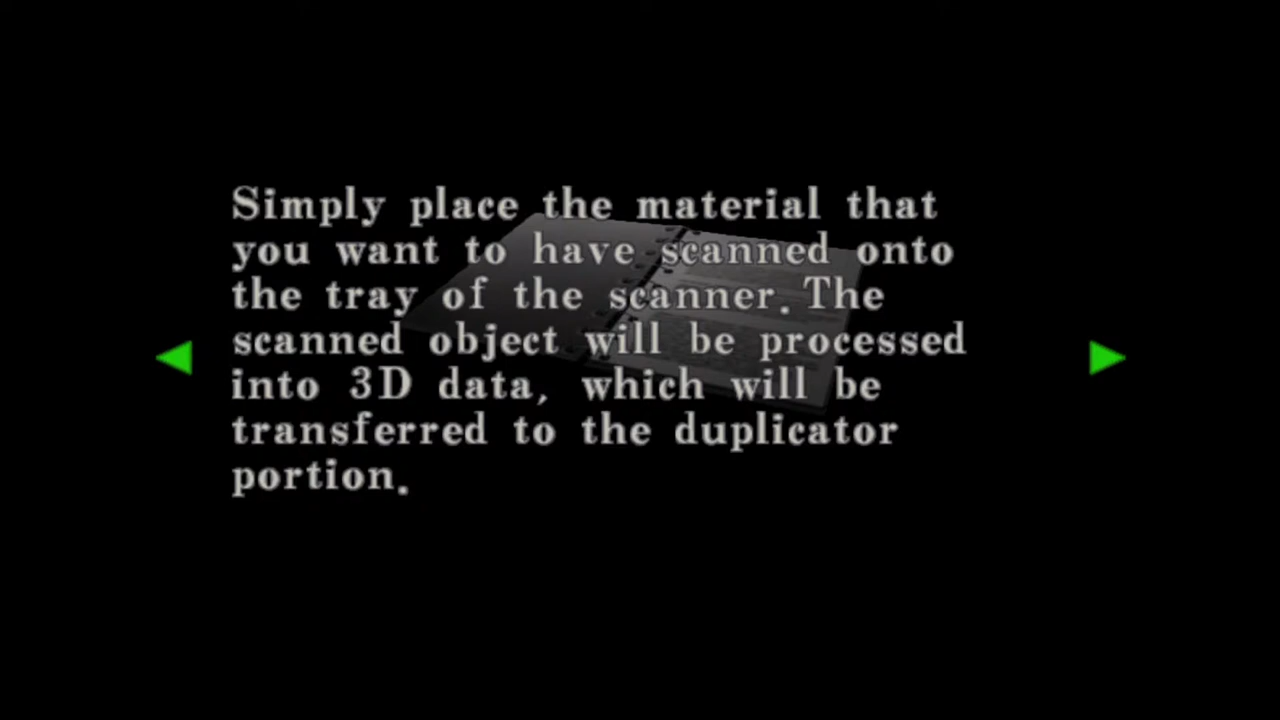 Simply place the material that
you want to have scanned onto
the tray of the scanner. The
scanned object will be processed
into 3D data, which will be
transferred to the duplicator
portion.